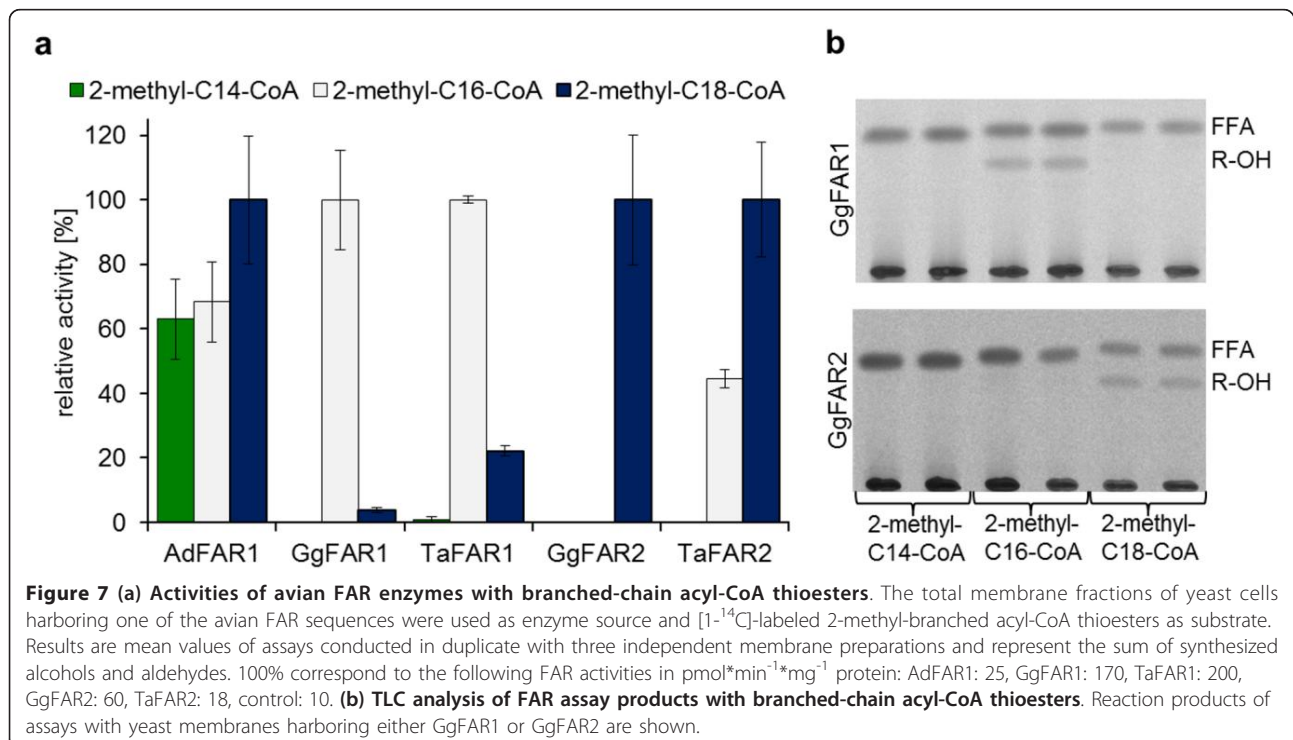 a
2-methyl-C14-CoA 2-methyl-C16-CoA 2-methyl-C18-CoA
relative activity [%]
120
100
80
60
40
20
0
AdFAR1 GgFAR1 TaFAR1 GgFAR2 TaFAR2
b
GgFAR1
FFA
R-OH
GgFAR2
FFA
R-OH
2-methyl- 2-methyl- 2-methyl-
C14-CoA C16-CoA C18-CoA
Figure 7 (a) Activities of avian FAR enzymes with branched-chain acyl-CoA thioesters. The total membrane fractions of yeast cells
harboring one of the avian FAR sequences were used as enzyme source and [1-¹⁴C]-labeled 2-methyl-branched acyl-CoA thioesters as substrate.
Results are mean values of assays conducted in duplicate with three independent membrane preparations and represent the sum of synthesized
alcohols and aldehydes. 100% correspond to the following FAR activities in pmol*min⁻¹*mg⁻¹ protein: AdFAR1: 25, GgFAR1: 170, TaFAR1: 200,
GgFAR2: 60, TaFAR2: 18, control: 10. (b) TLC analysis of FAR assay products with branched-chain acyl-CoA thioesters. Reaction products of
assays with yeast membranes harboring either GgFAR1 or GgFAR2 are shown.